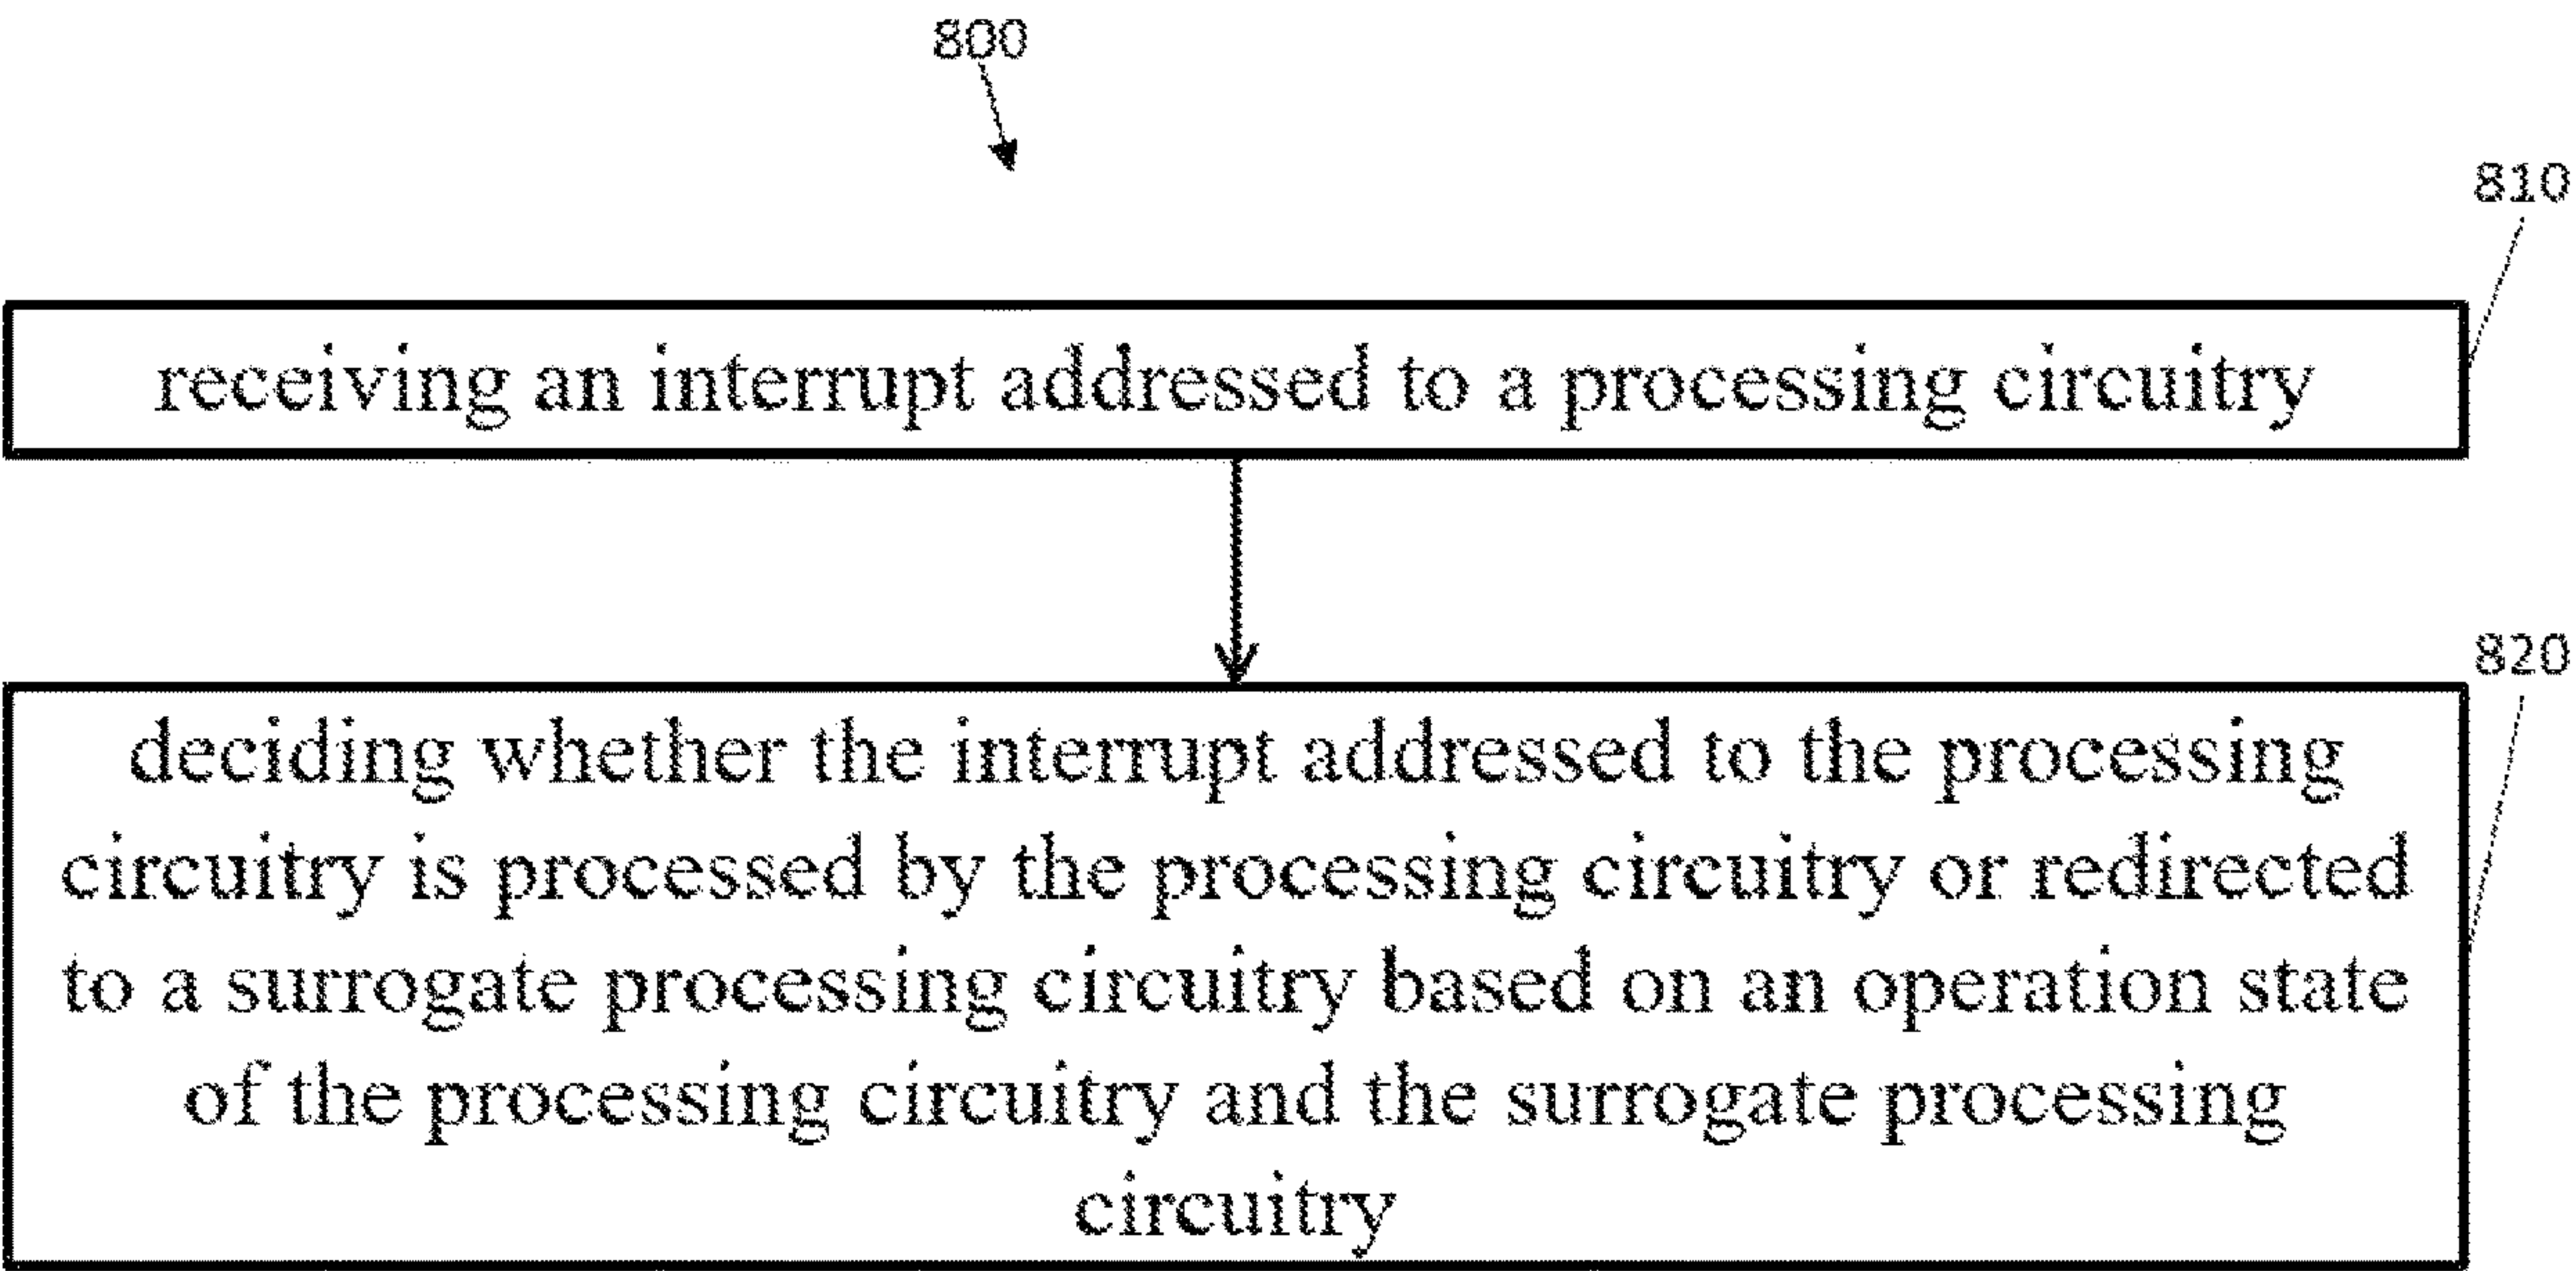 800
810
receiving an interrupt addressed to a processing circuitry
820
deciding whether the interrupt addressed to the processing
circuitry is processed by the processing circuitry or redirected
to a surrogate processing circuitry based on an operation state
of the processing circuitry and the surrogate processing
circuitry